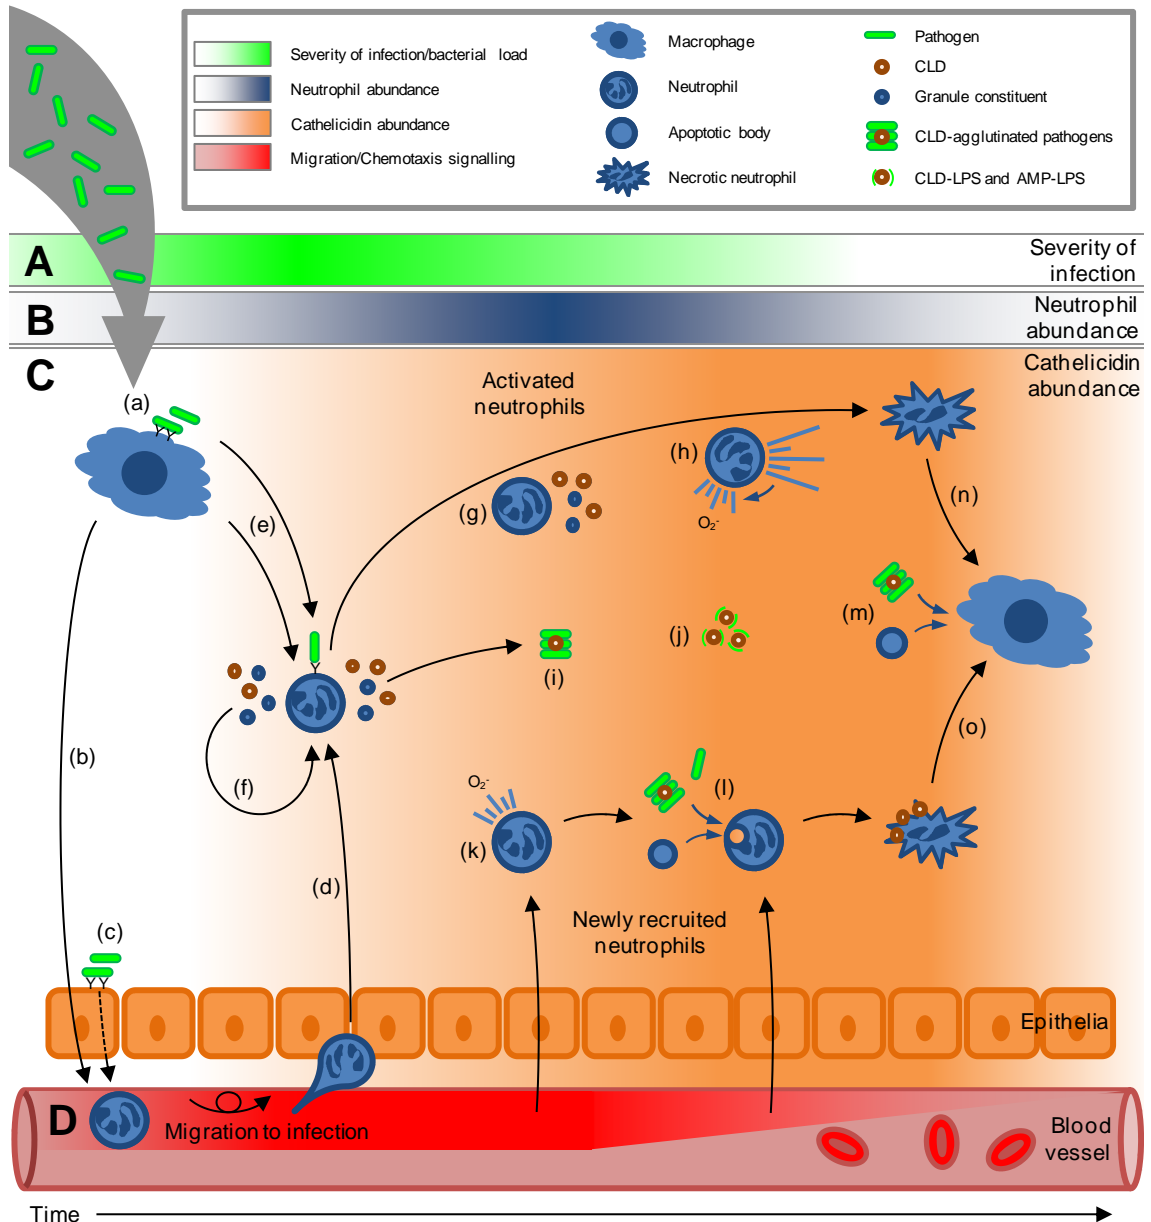 Severity of infection/bacterial load
Neutrophil abundance
Cathelicidin abundance
Migration/Chemotaxis signalling
Macrophage
Neutrophil
Apoptotic body
Necrotic neutrophil
Pathogen
CLD
Granule constituent
CLD-agglutinated pathogens
CLD-LPS and AMP-LPS
A
Severity of
infection
B
Neutrophil
abundance
C
Cathelicidin
abundance
Activated
neutrophils
(a)
(h)
(g)
O2-
(n)
(e)
(m)
(j)
(i)
(b)
(f)
(o)
O2-
(l)
(k)
(d)
Newly recruited
neutrophils
(c)
Epithelia
D
Migration to infection
Blood
vessel
Time